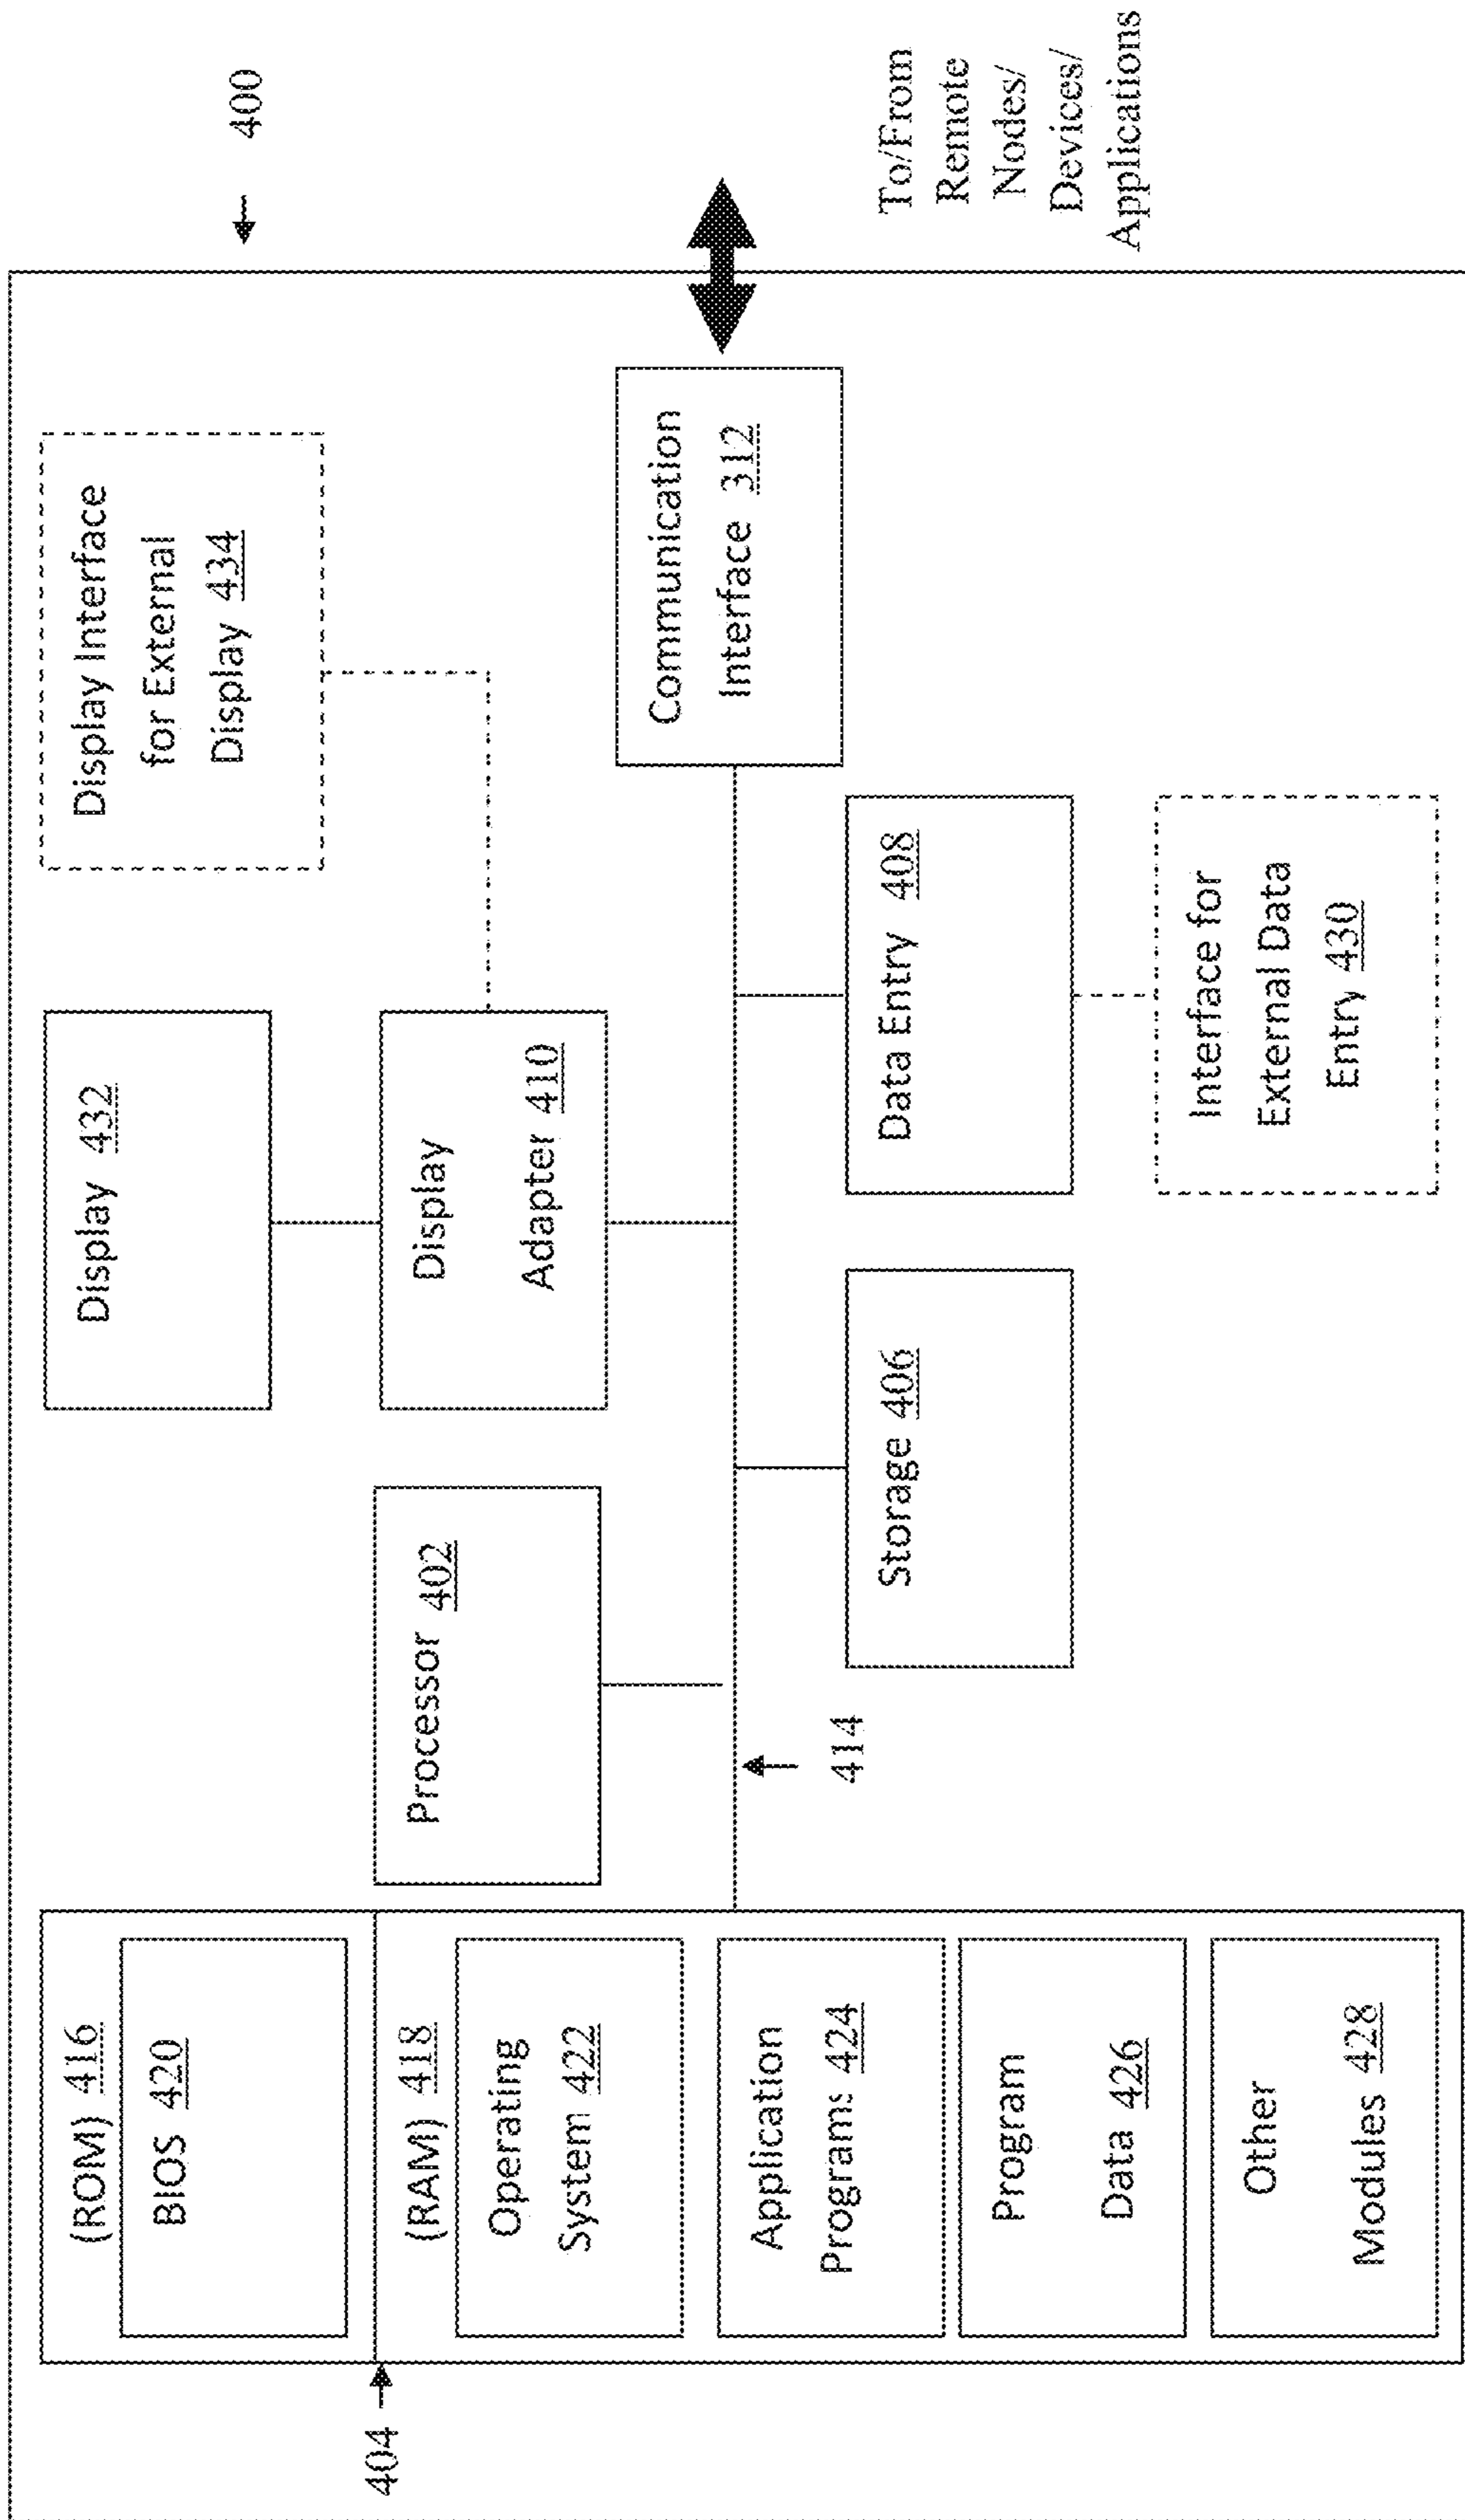 400
(ROM) 416
BIOS 420
404
(RAM) 418
Operating
System 422
Application
Programs 424
Program
Data 426
Other
Modules 428
Processor 402
414
Display 432
Display
Adapter 410
Storage 406
Display Interface
for External
Display 434
Communication
Interface 312
Data Entry 408
Interface for
External Data
Entry 430
To/From
Remote
Nodes/
Devices/
Applications